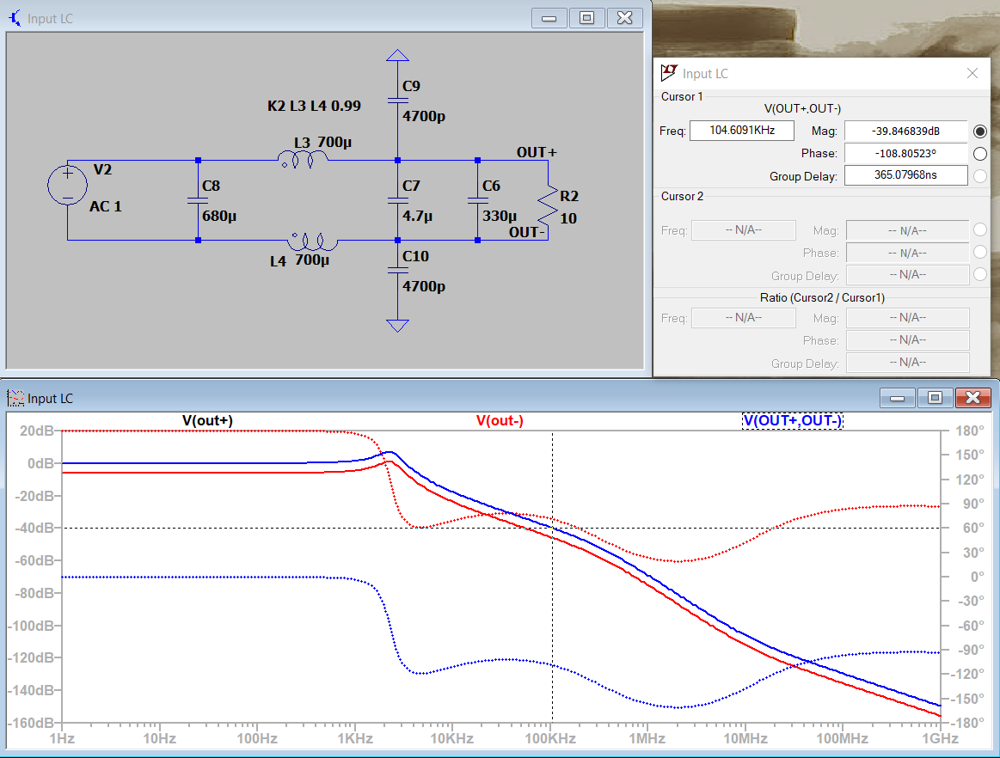 Input LC
C9
K2 L3 L4 0.99
4700p
L3 700µ
OUT+
V2
C8
C7
C6
R2
AC 1
680µ
4.7µ
330µ
10
OUT-
L4 700µ
C10
4700p
Input LC
Cursor 1
V(OUT+,OUT-)
Freq: 104.6091KHz Mag: -39.846839dB
Phase: -108.80523º
Group Delay: 365.07968ns
Cursor 2
Freq: -- N/A-- Mag: -- N/A--
Phase: -- N/A--
Group Delay: -- N/A--
Ratio (Cursor2 / Cursor1)
Freq: -- N/A-- Mag: -- N/A--
Phase: -- N/A--
Group Delay: -- N/A--
Input LC
V(out+) V(out-) V(OUT+,OUT-)
20dB 180°
0dB 150°
-20dB 120°
-40dB 90°
-60dB 60°
-80dB 30°
-100dB 0°
-120dB -30°
-140dB -60°
-160dB -90°
-120°
-150°
-180°
1Hz 10Hz 100Hz 1KHz 10KHz 100KHz 1MHz 10MHz 100MHz 1GHz